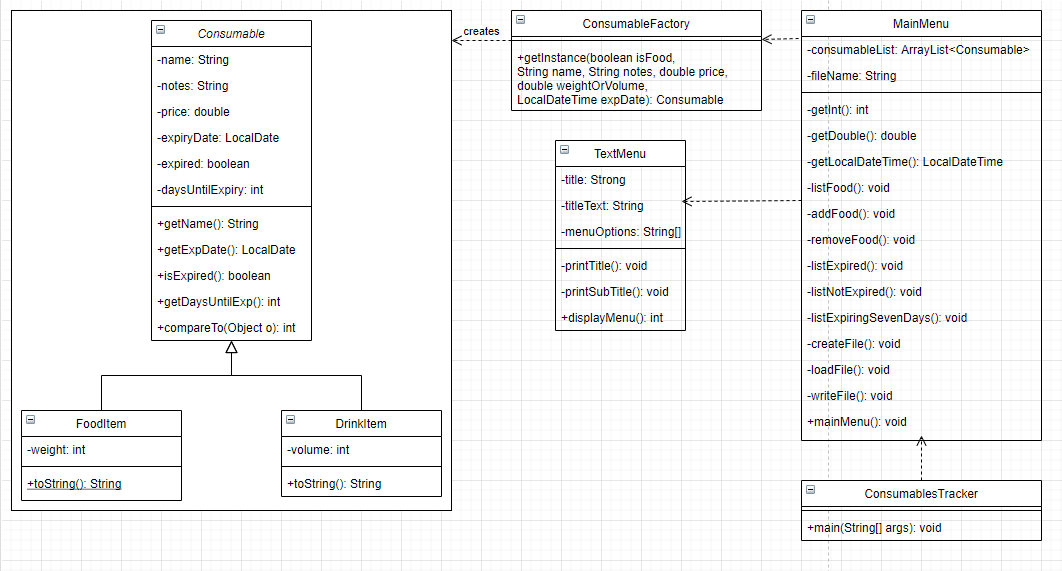 Consumable
-name: String
-notes: String
-price: double
-expiryDate: LocalDate
-expired: boolean
-daysUntilExpiry: int
+getName(): String
+getExpDate(): LocalDate
+isExpired(): boolean
+getDaysUntilExp(): int
+compareTo(Object o): int
FoodItem
-weight: int
+toString(): String
DrinkItem
-volume: int
+toString(): String
creates
ConsumableFactory
+getInstance(boolean isFood,
String name, String notes, double price,
double weightOrVolume,
LocalDateTime expDate): Consumable
TextMenu
-title: Strong
-titleText: String
-menuOptions: String[]
-printTitle(): void
-printSubTitle(): void
+displayMenu(): int
MainMenu
-consumableList: ArrayList<Consumable>
-fileName: String
-getInt(): int
-getDouble(): double
-getLocalDateTime(): LocalDateTime
-listFood(): void
-addFood(): void
-removeFood(): void
-listExpired(): void
-listNotExpired(): void
-listExpiringSevenDays(): void
-createFile(): void
-loadFile(): void
-writeFile(): void
+mainMenu(): void
ConsumablesTracker
+main(String[] args): void